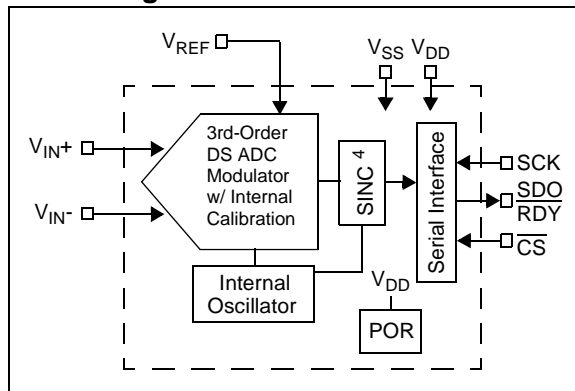 V_REF
V_SS V_DD
V_IN+
V_IN-
3rd-Order
DS ADC
Modulator
w/ Internal
Calibration
SINC 4
Serial Interface
SCK
SDO
RDY
CS
Internal
Oscillator
V_DD
POR